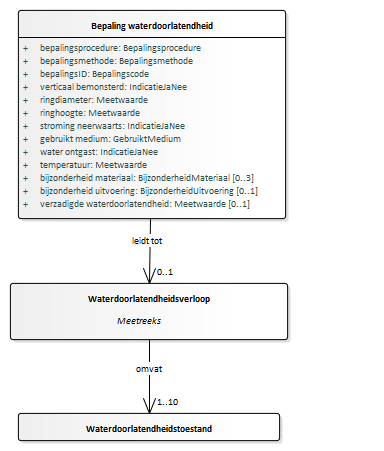 Bepaling waterdoorlatendheid
+ bepalingsprocedure: Bepalingsprocedure
+ bepalingsmethode: Bepalingsmethode
+ bepalingsID: Bepalingscode
+ verticaal bemonsterd: IndicatieJaNee
+ ringdiameter: Meetwaarde
+ ringhoogte: Meetwaarde
+ stroming neerwaarts: IndicatieJaNee
+ gebruikt medium: GebruiktMedium
+ water ontgast: IndicatieJaNee
+ temperatuur: Meetwaarde
+ bijzonderheid materiaal: BijzonderheidMateriaal [0..3]
+ bijzonderheid uitvoering: BijzonderheidUitvoering [0..1]
+ verzadigde waterdoorlatendheid: Meetwaarde [0..1]
leidt tot
0..1
Waterdoorlatendheidsverloop
Meetreeks
omvat
1..10
Waterdoorlatendheidstoestand